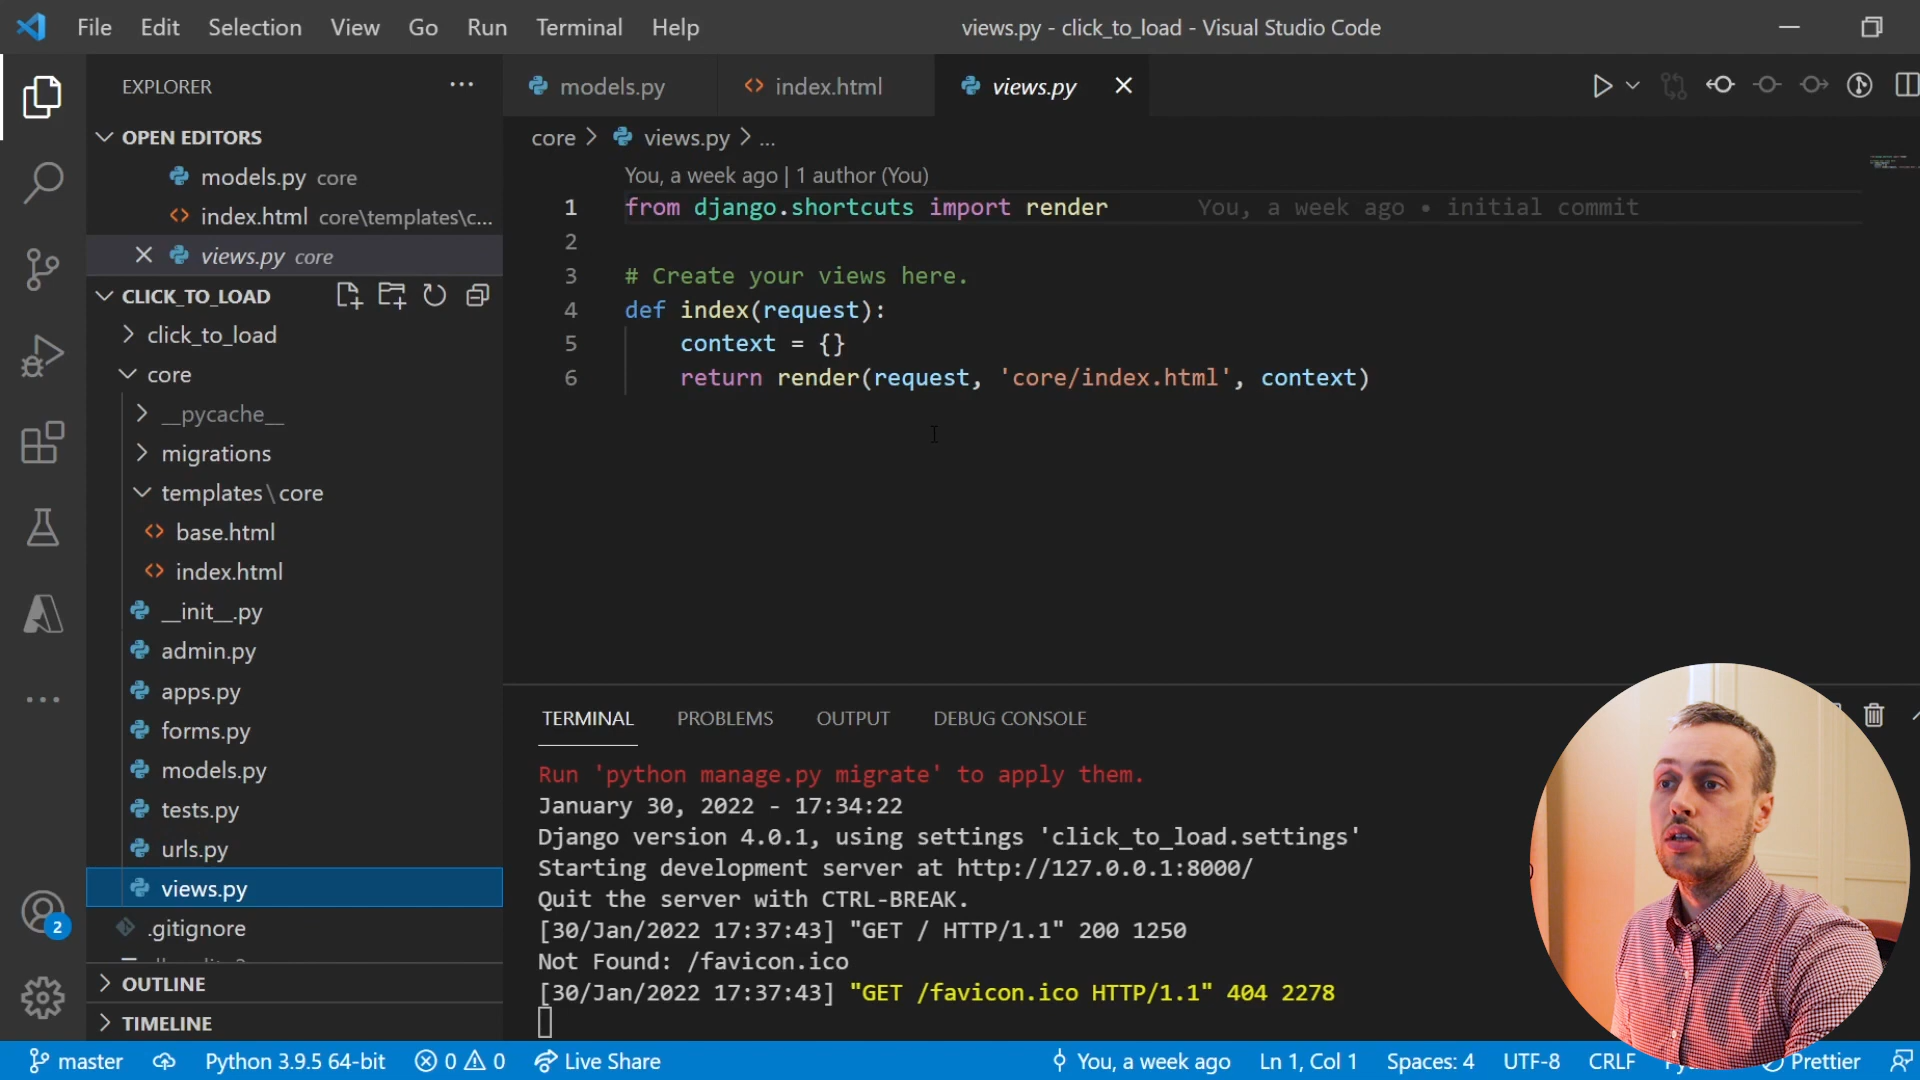 File Edit Selection View Go Run Terminal Help
views.py - click_to_load - Visual Studio Code
EXPLORER
OPEN EDITORS
models.py core
index.html core\templates\c...
views.py core
CLICK_TO_LOAD
click_to_load
core
__pycache__
migrations
templates\core
base.html
index.html
__init__.py
admin.py
apps.py
forms.py
models.py
tests.py
urls.py
views.py
.gitignore
OUTLINE
TIMELINE
2
models.py index.html views.py
core > views.py > ...
You, a week ago | 1 author (You)
1 from django.shortcuts import render You, a week ago • initial commit
2
3 # Create your views here.
4 def index(request):
5 context = {}
6 return render(request, 'core/index.html', context)
TERMINAL PROBLEMS OUTPUT DEBUG CONSOLE
Run 'python manage.py migrate' to apply them.
January 30, 2022 - 17:34:22
Django version 4.0.1, using settings 'click_to_load.settings'
Starting development server at http://127.0.0.1:8000/
Quit the server with CTRL-BREAK.
[30/Jan/2022 17:37:43] "GET / HTTP/1.1" 200 1250
Not Found: /favicon.ico
[30/Jan/2022 17:37:43] "GET /favicon.ico HTTP/1.1" 404 2278
master Python 3.9.5 64-bit 0 0 Live Share You, a week ago Ln 1, Col 1 Spaces: 4 UTF-8 CRLF Prettier